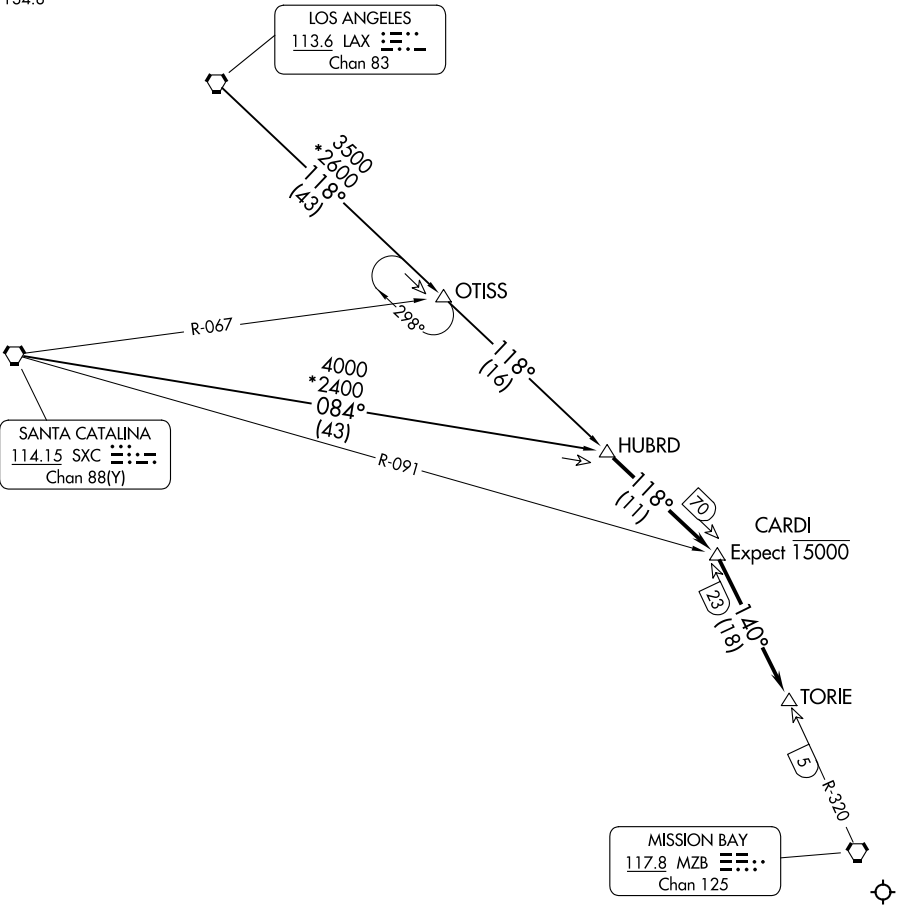 134.6
LOS ANGELES
113.6 LAX
Chan 83
3500
*2600
118°
(43)
OTISS
298°
R-067
118°
(16)
4000
*2400
084°
(43)
SANTA CATALINA
114.15 SXC
Chan 88(Y)
R-091
HUBRD
118°
(11)
70
CARDI
Expect 15000
23
140°
(18)
TORIE
5
R-320
MISSION BAY
117.8 MZB
Chan 125